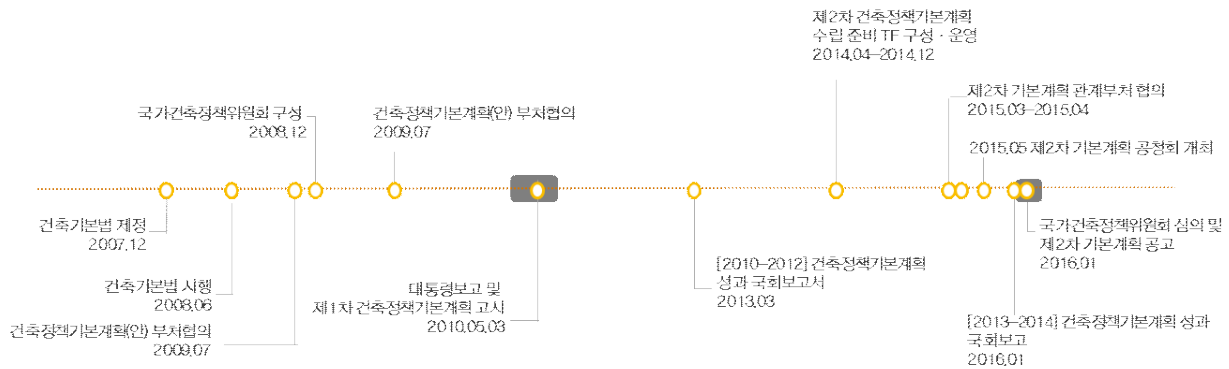 제2차 건축정책기본계획
수립 준비 TF 구성 · 운영
2014.04-2014.12
국가건축정책위원회 구성
2008.12
건축정책기본계획(안) 부처협의
2009.07
제2차 기본계획 관계부처 협의
2015.03-2015.04
2015.05 제2차 기본계획 공청회 개최
건축기본법 제정
2007.12
건축기본법 시행
2008.06
건축정책기본계획(안) 부처협의
2009.07
대통령보고 및
제1차 건축정책기본계획 고시
2010.05.03
[2010-2012] 건축정책기본계획
성과 국회보고서
2013.03
국가건축정책위원회 심의 및
제2차 기본계획 공고
2016.01
[2013-2014] 건축정책기본계획 성과
국회보고
2016.01